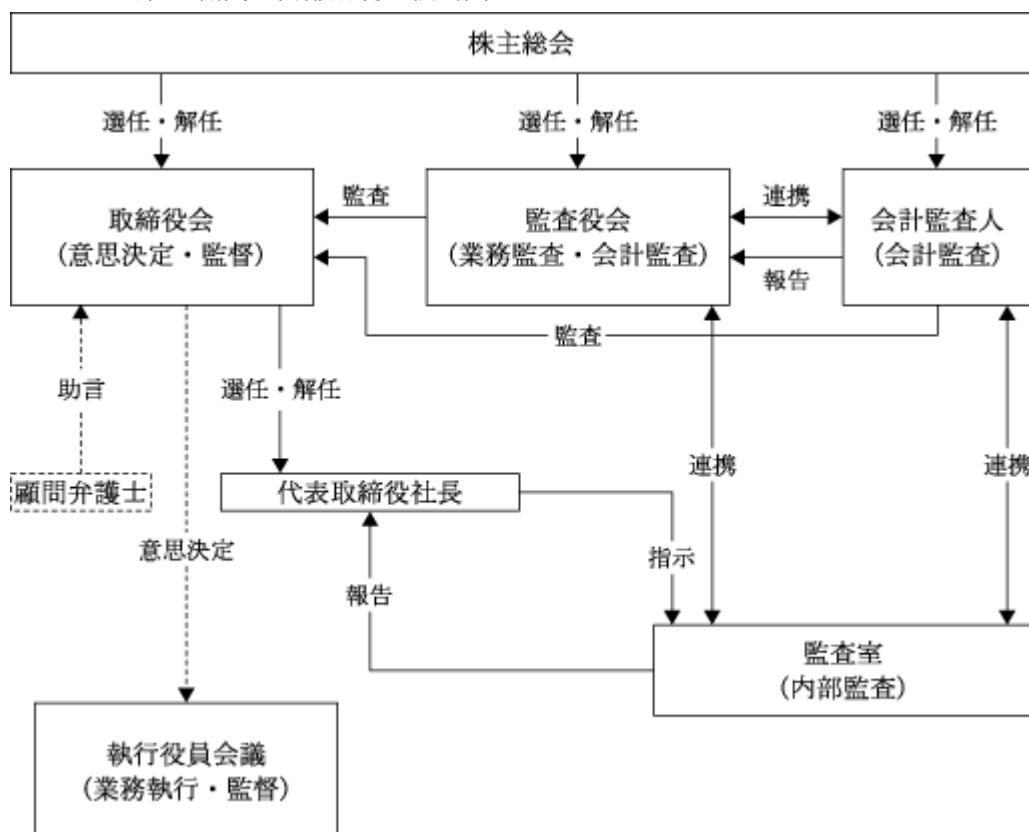 株主総会
選任・解任
選任・解任
選任・解任
取締役会
(意思決定・監督)
監査
監査役会
(業務監査・会計監査)
連携
報告
会計監査人
(会計監査)
監査
助言
選任・解任
顧問弁護士
代表取締役社長
連携
連携
意思決定
報告
指示
監査室
(内部監査)
執行役員会議
(業務執行・監督)